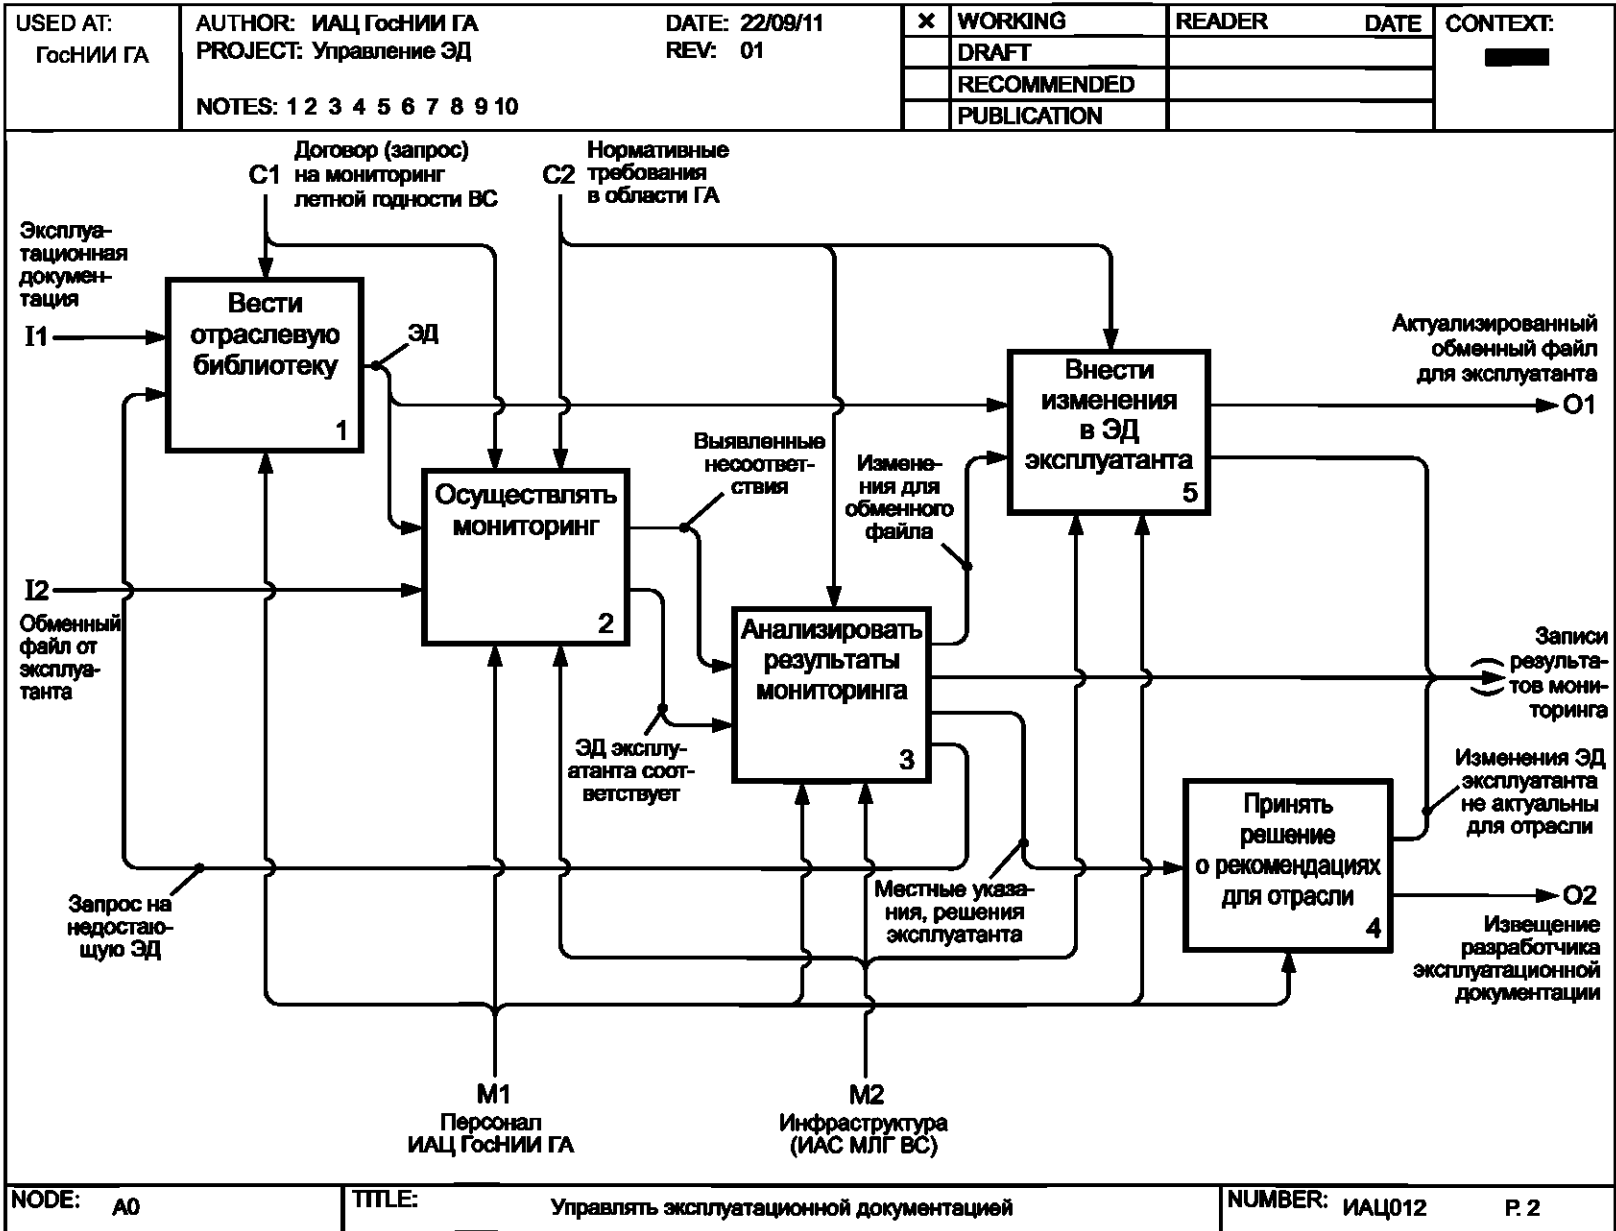 USED AT:
ГосНИИ ГА
AUTHOR: ИАЦ ГосНИИ ГА
DATE: 22/09/11
PROJECT: Управление ЭД
REV: 01
NOTES: 1 2 3 4 5 6 7 8 9 10
X WORKING
DRAFT
RECOMMENDED
PUBLICATION
READER DATE
CONTEXT:
C1
Договор (запрос)
на мониторинг
летной годности ВС
C2
Нормативные
требования
в области ГА
Эксплуа-
тационная
докумен-
тация
I1
Вести
отраслевую
библиотеку
1
ЭД
Актуализированный
обменный файл
для эксплуатанта
O1
Внести
изменения
в ЭД
эксплуатанта
5
Выявленные
несоответ-
ствия
Измене-
ния для
обменного
файла
Осуществлять
мониторинг
2
I2
Обменный
файл от
эксплуа-
танта
Анализировать
результаты
мониторинга
3
Записи
результа-
тов мони-
торинга
ЭД эксплу-
атанта соот-
ветствует
Изменения ЭД
эксплуатанта
не актуальны
для отрасли
Принять
решение
о рекомендациях
для отрасли
4
Запрос на
недостаю-
щую ЭД
Местные указа-
ния, решения
эксплуатанта
O2
Извещение
разработчика
эксплуатационной
документации
M1
Персонал
ИАЦ ГосНИИ ГА
M2
Инфраструктура
(ИАС МЛГ ВС)
NODE: A0
TITLE: Управлять эксплуатационной документацией
NUMBER: ИАЦ012 P. 2